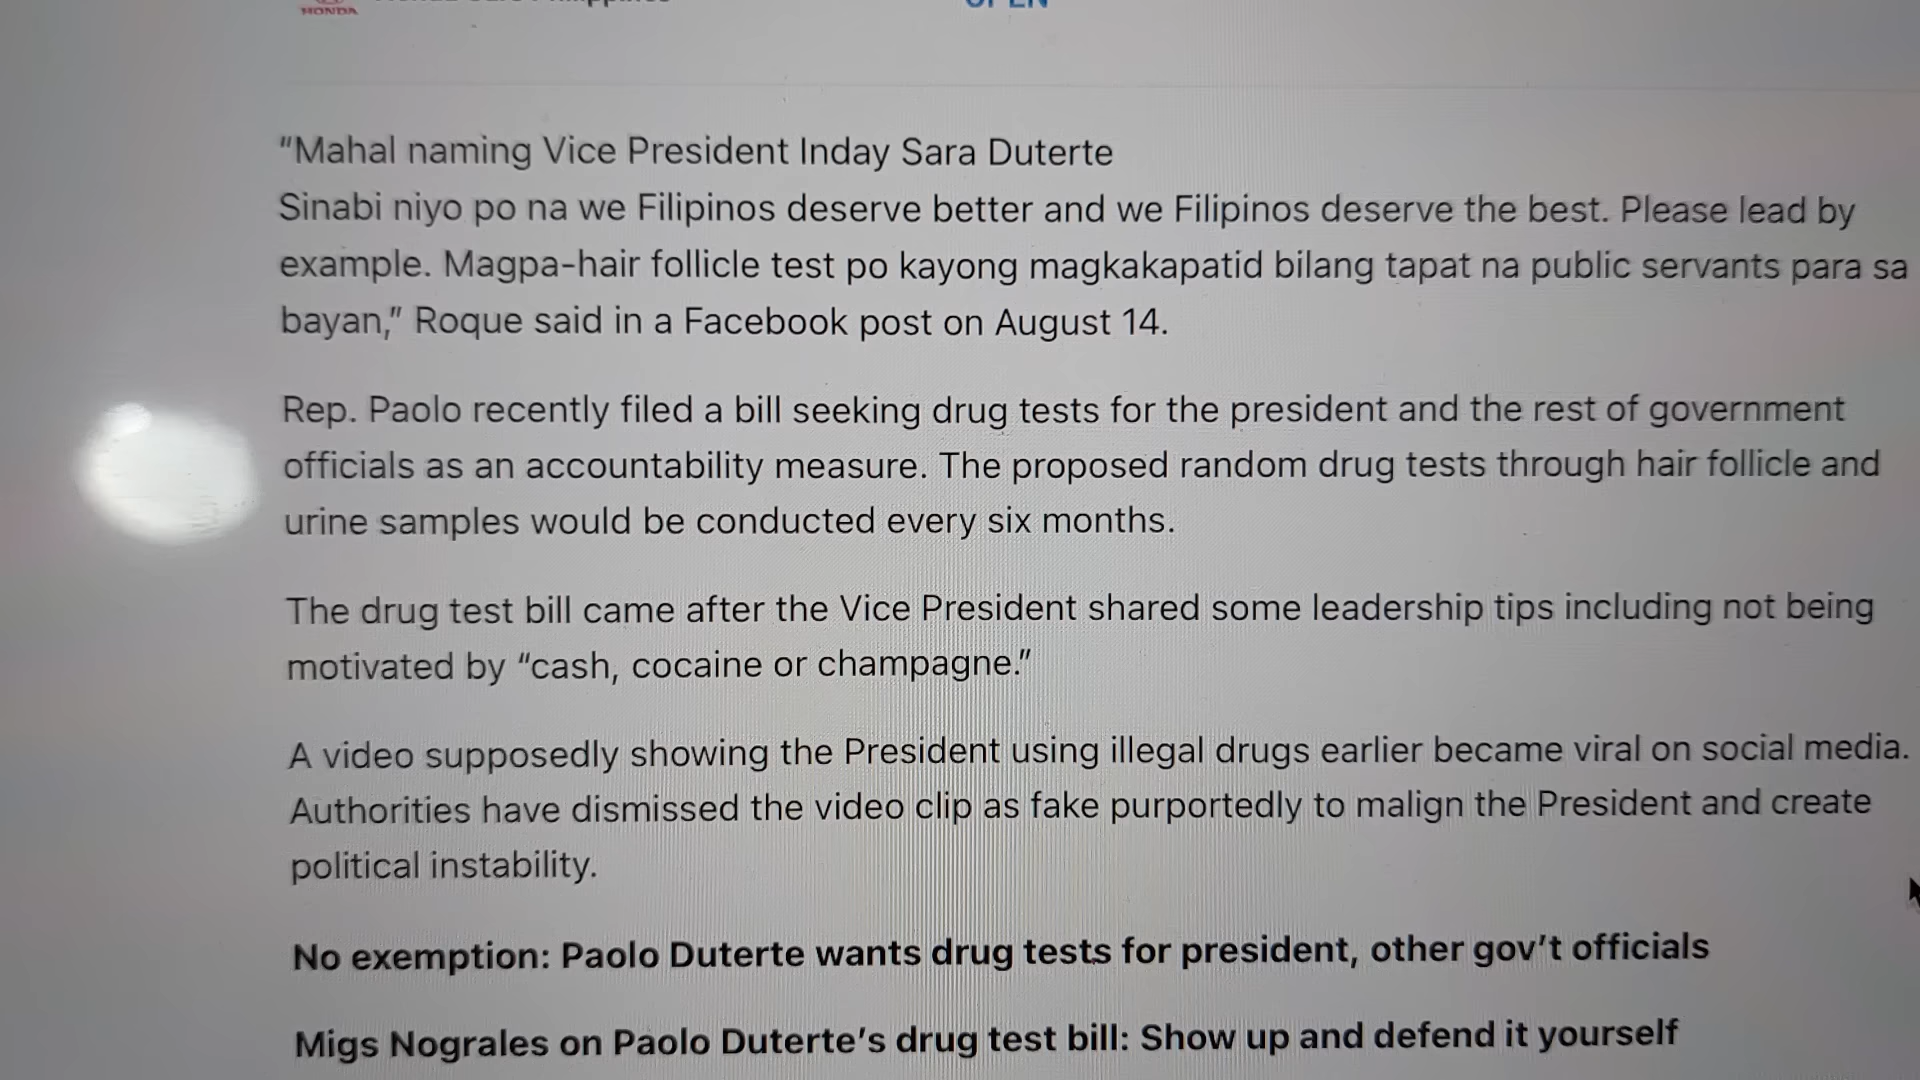 HONDA
OPEN
"Mahal naming Vice President Inday Sara Duterte
Sinabi niyo po na we Filipinos deserve better and we Filipinos deserve the best. Please lead by
example. Magpa-hair follicle test po kayong magkakapatid bilang tapat na public servants para sa
bayan," Roque said in a Facebook post on August 14.
Rep. Paolo recently filed a bill seeking drug tests for the president and the rest of government
officials as an accountability measure. The proposed random drug tests through hair follicle and
urine samples would be conducted every six months.
The drug test bill came after the Vice President shared some leadership tips including not being
motivated by "cash, cocaine or champagne."
A video supposedly showing the President using illegal drugs earlier became viral on social media.
Authorities have dismissed the video clip as fake purportedly to malign the President and create
political instability.
No exemption: Paolo Duterte wants drug tests for president, other gov't officials
Migs Nograles on Paolo Duterte's drug test bill: Show up and defend it yourself